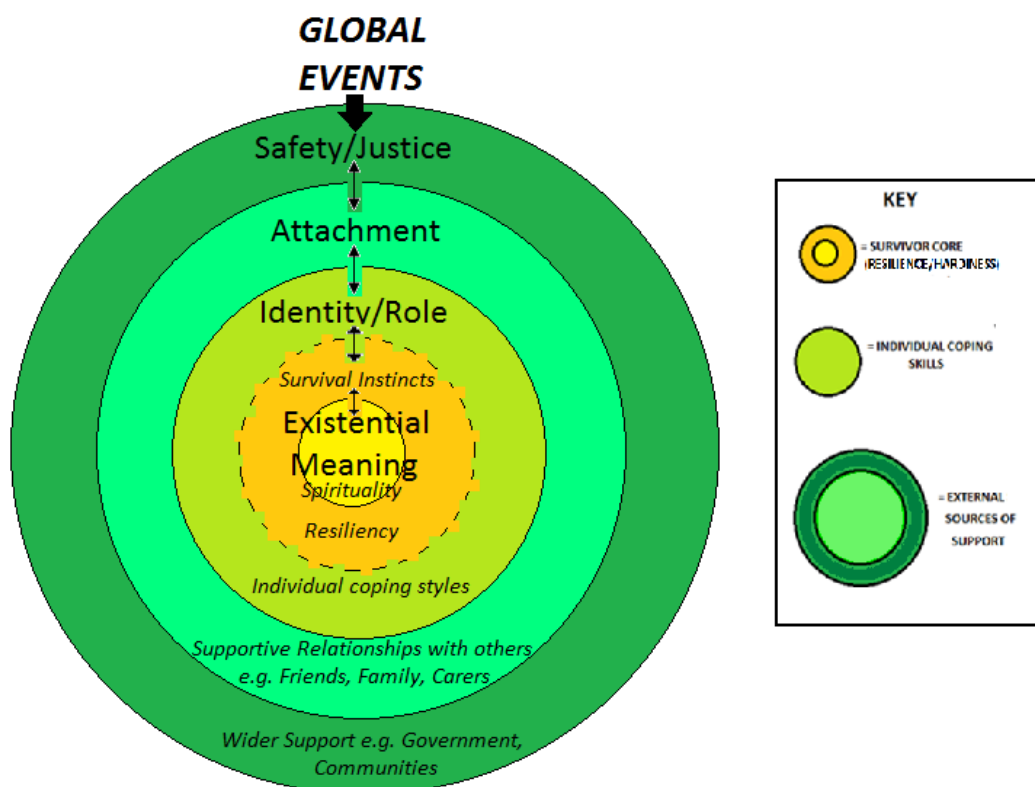 GLOBAL
EVENTS
Safety/Justice
Attachment
Identity/Role
Survival Instincts
Existential
Meaning
Spirituality
Resiliency
Individual coping styles
Supportive Relationships with others
e.g. Friends, Family, Carers
Wider Support e.g. Government,
Communities
KEY
= SURVIVOR CORE
(RESILIENCE/HARDINESS)
= INDIVIDUAL COPING
SKILLS
= EXTERNAL
SOURCES OF
SUPPORT